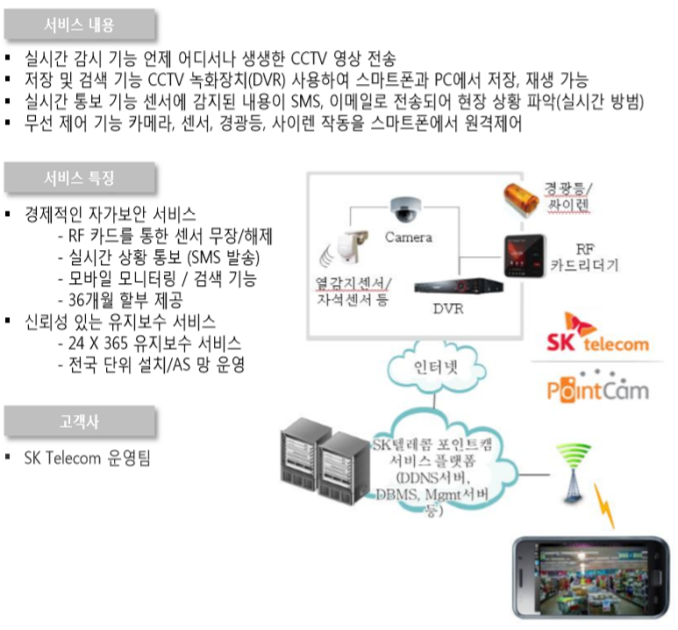 서비스 내용
▪ 실시간 감시 기능 언제 어디서나 생생한 CCTV 영상 전송
▪ 저장 및 검색 기능 CCTV 녹화장치(DVR) 사용하여 스마트폰과 PC에서 저장, 재생 가능
▪ 실시간 통보 기능 센서에 감지된 내용이 SMS, 이메일로 전송되어 현장 상황 파악(실시간 방범)
▪ 무선 제어 기능 카메라, 센서, 경광등, 사이렌 작동을 스마트폰에서 원격제어
서비스 특징
▪ 경제적인 자가보안 서비스
- RF 카드를 통한 센서 무장/해제
- 실시간 상황 통보 (SMS 발송)
- 모바일 모니터링 / 검색 기능
- 36개월 할부 제공
▪ 신뢰성 있는 유지보수 서비스
- 24 X 365 유지보수 서비스
- 전국 단위 설치/AS 망 운영
고객사
▪ SK Telecom 운영팀
경광등/
싸이렌
Camera
RF
카드리더기
열감지센서/
자석센서 등
DVR
SK telecom
PointCam
인터넷
SK텔레콤 포인트캠
서비스 플랫폼
(DDNS서버,
DBMS, Mgmt서버
등)